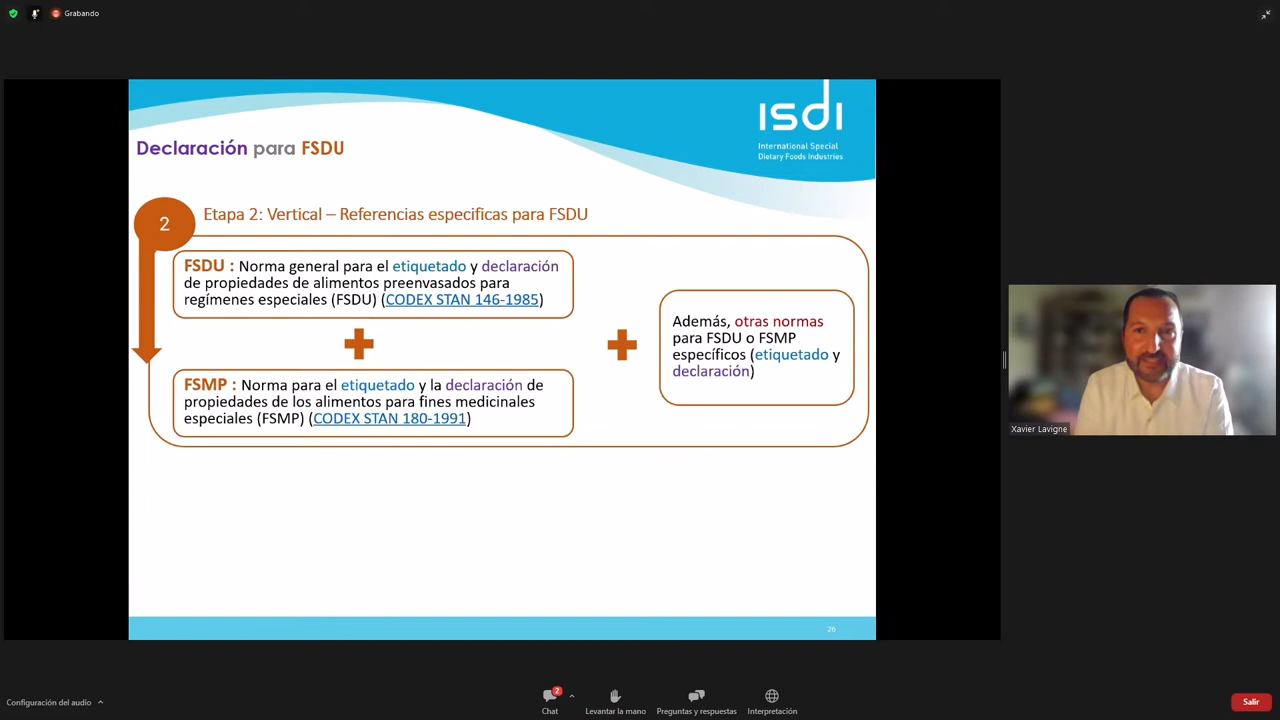 Grabando
isdi
International Special
Dietary Foods Industries
Declaración para FSDU
2
Etapa 2: Vertical – Referencias especificas para FSDU
FSDU : Norma general para el etiquetado y declaración
de propiedades de alimentos preenvasados para
regímenes especiales (FSDU) (CODEX STAN 146-1985)
FSMP : Norma para el etiquetado y la declaración de
propiedades de los alimentos para fines medicinales
especiales (FSMP) (CODEX STAN 180-1991)
Además, otras normas
para FSDU o FSMP
específicos (etiquetado y
declaración)
Xavier Lavigne
26
Configuración del audio
2
Chat
Levantar la mano
Preguntas y respuestas
Interpretación
Salir